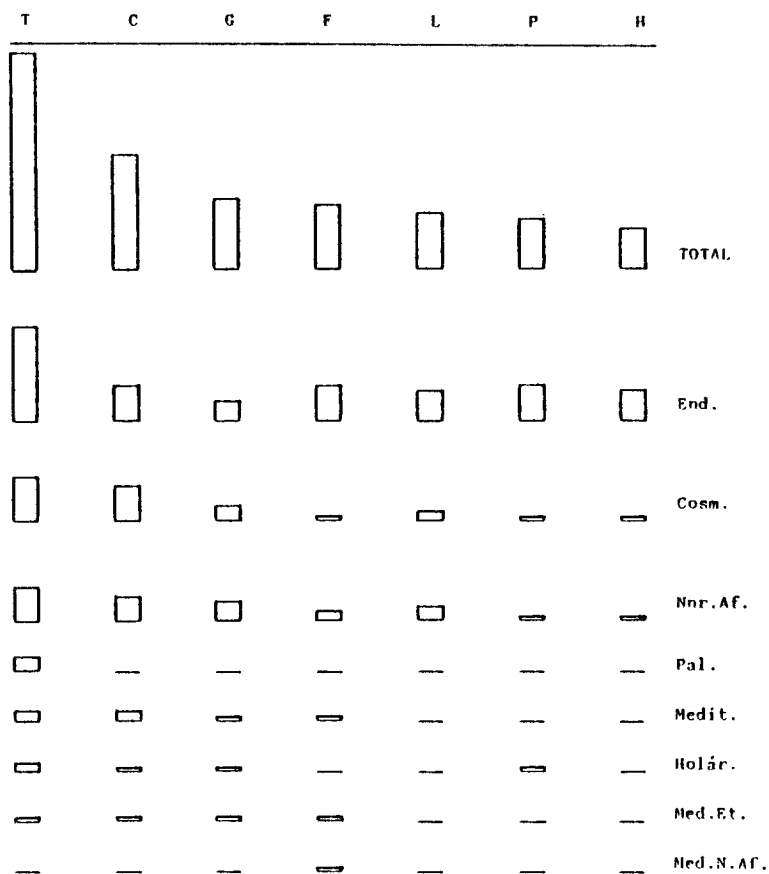 T C G F L P H
TOTAL
End.
Cosm.
Nor.Af.
Pal.
Medit.
Holár.
Med.Et.
Med.N.Af.